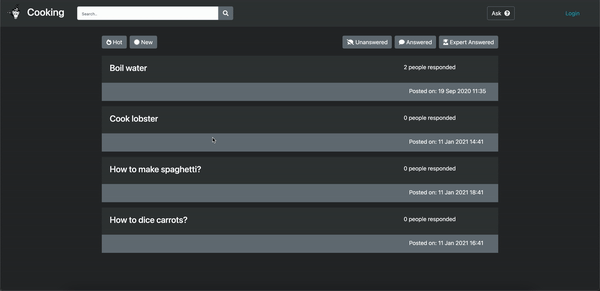 Cooking Search... Ask Login
Hot New Unanswered Answered Expert Answered
Boil water 2 people responded
Posted on: 19 Sep 2020 11:35
Cook lobster 0 people responded
Posted on: 11 Jan 2021 14:41
How to make spaghetti? 0 people responded
Posted on: 11 Jan 2021 18:41
How to dice carrots? 0 people responded
Posted on: 11 Jan 2021 16:41